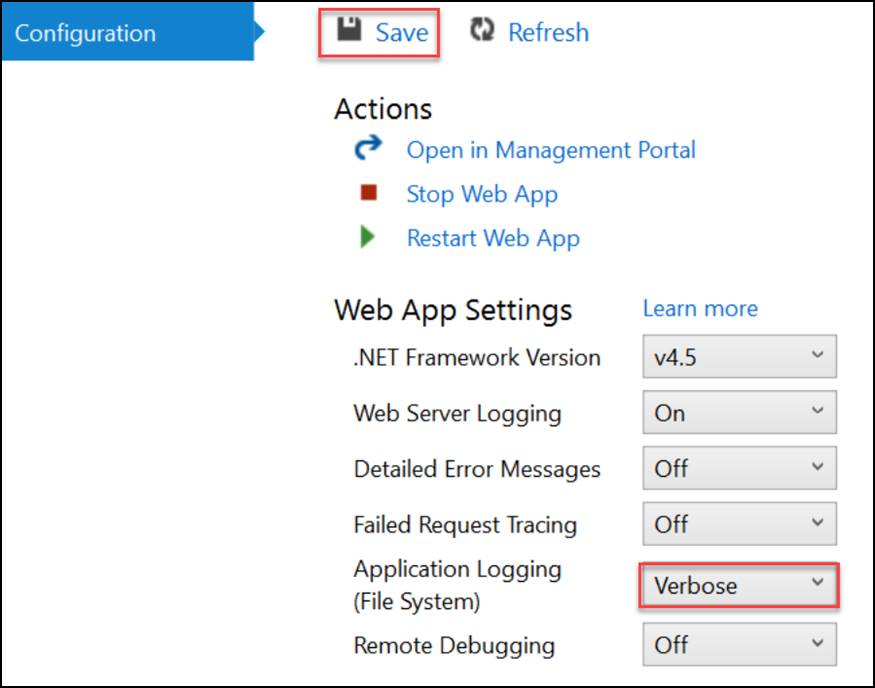 Configuration
Save Refresh
Actions
Open in Management Portal
Stop Web App
Restart Web App
Web App Settings Learn more
.NET Framework Version v4.5
Web Server Logging On
Detailed Error Messages Off
Failed Request Tracing Off
Application Logging
(File System) Verbose
Remote Debugging Off